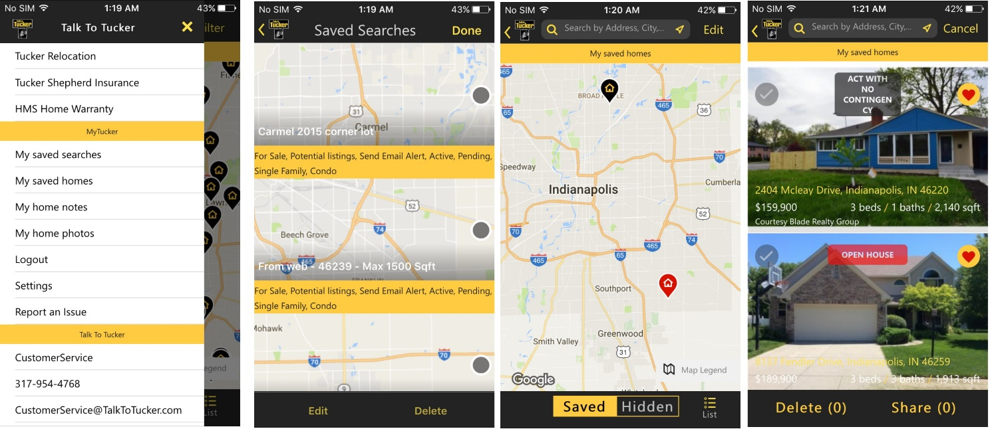 No SIM 1:19 AM 43%
Talk To Tucker
ilter
Tucker Relocation
Tucker Shepherd Insurance
HMS Home Warranty
MyTucker
My saved searches
My saved homes
My home notes
My home photos
Logout
Settings
Report an Issue
Talk To Tucker
CustomerService
317-954-4768
CustomerService@TalkToTucker.com
Fishe
Lawr
egend
List
No SIM 1:19 AM 43%
Tucker
Saved Searches
Done
31
Carmel
Carmel 2015 corner lot
For Sale, Potential listings, Send Email Alert, Active, Pending,
Single Family, Condo
52
Beech Grove
74
465
From web - 46239 - Max 1500 Sqft
FRANKLIN
For Sale, Potential listings, Send Email Alert, Active, Pending,
Single Family, Condo
Mohawk
70
70
9
Edit Delete
No SIM 1:20 AM 42%
Tucker
Search by Address, City,...
Edit
My saved homes
465
BROAD
65
465
36
70
Speedway
Cumberla
Indianapolis
52
70
74
465
465
65
Southport
Greenwood
Smith Valley
31
Map Legend
Google
Saved Hidden
List
No SIM 1:21 AM 42%
Tucker
Search by Address, City,...
Cancel
My saved homes
ACT WITH
NO
CONTINGEN
CY
2404 Mcleay Drive, Indianapolis, IN 46220
$159,900 3 beds / 1 baths / 2,140 sqft
Courtesy Blade Realty Group
OPEN HOUSE
8137 Fendler Drive, Indianapolis, IN 46259
$189,900 3 beds / 3 baths / 1,913 sqft
Delete (0) Share (0)